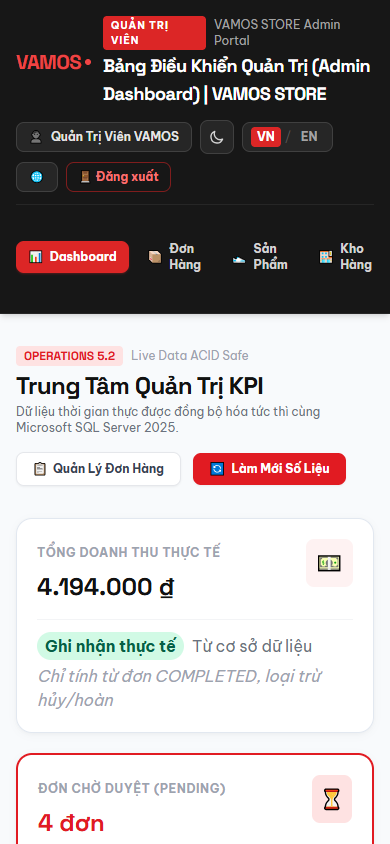 VAMOS
QUẢN TRỊ
VIÊN
VAMOS STORE Admin
Portal
Bảng Điều Khiển Quản Trị (Admin
Dashboard) | VAMOS STORE
Quản Trị Viên VAMOS
VN / EN
Đăng xuất
Dashboard
Đơn
Hàng
Sản
Phẩm
Kho
Hàng
OPERATIONS 5.2 Live Data ACID Safe
Trung Tâm Quản Trị KPI
Dữ liệu thời gian thực được đồng bộ hóa tức thì cùng
Microsoft SQL Server 2025.
Quản Lý Đơn Hàng
Làm Mới Số Liệu
TỔNG DOANH THU THỰC TẾ
4.194.000 ₫
Ghi nhận thực tế Từ cơ sở dữ liệu
Chỉ tính từ đơn COMPLETED, loại trừ
hủy/hoàn
ĐƠN CHỜ DUYỆT (PENDING)
4 đơn